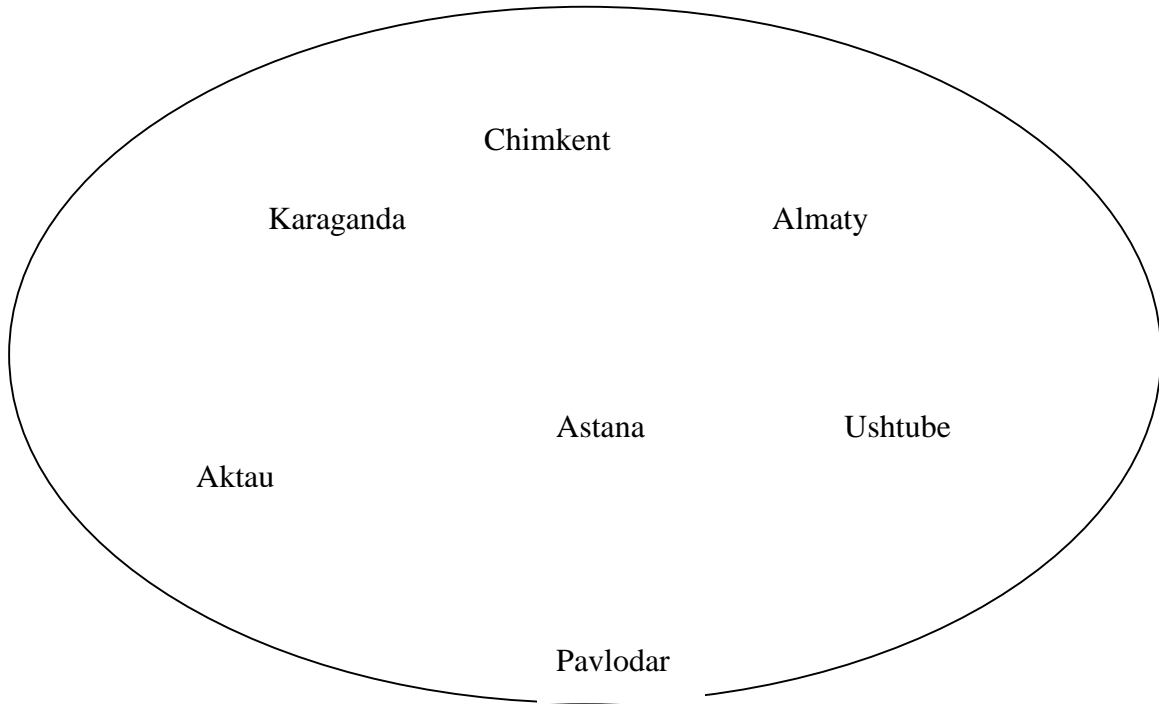 Chimkent
Karaganda
Almaty
Astana
Ushtube
Aktau
Pavlodar